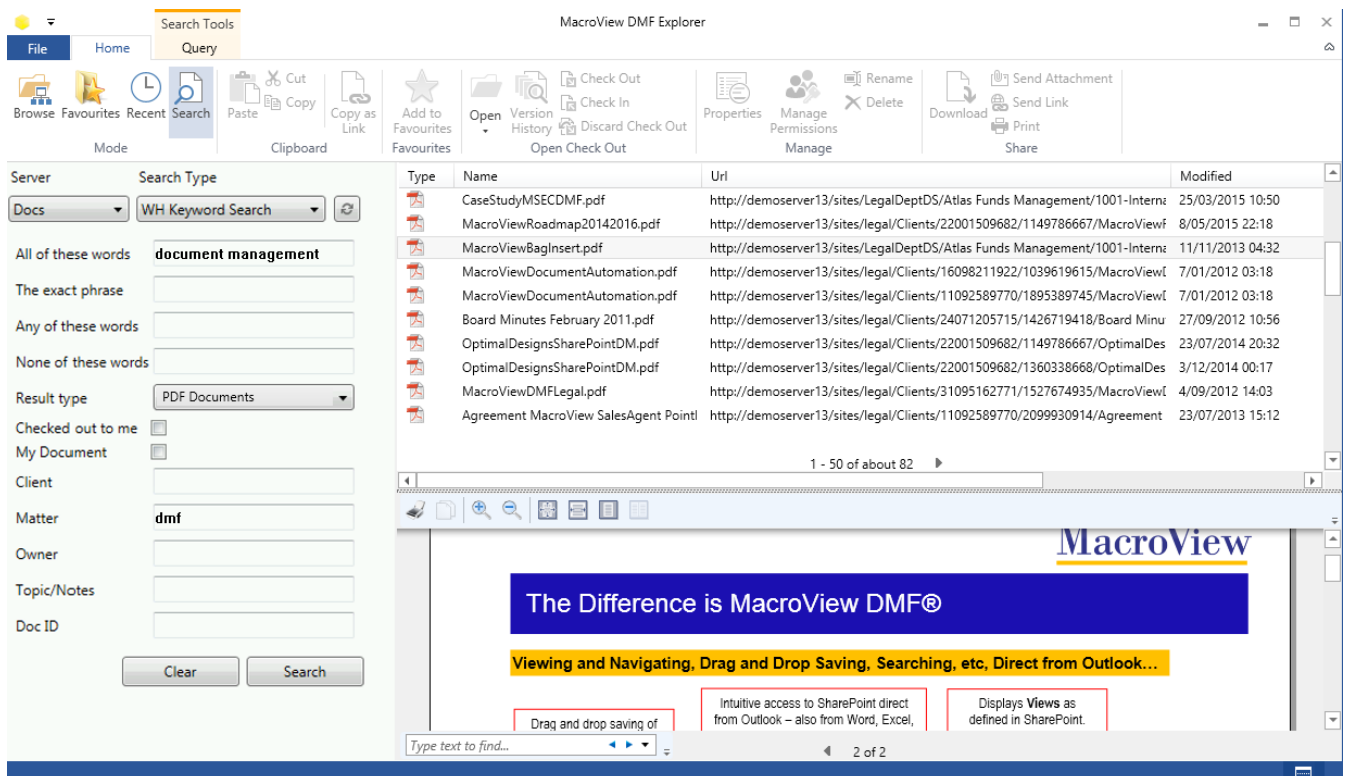 Search Tools
MacroView DMF Explorer
File Home Query
Browse Favourites Recent Search
Mode
Paste Cut Copy Copy as Link
Clipboard
Add to Favourites
Favourites
Open Version History Check Out Check In Discard Check Out
Open Check Out
Properties Manage Permissions Rename Delete
Manage
Download Send Attachment Send Link Print
Share
Server Search Type
Docs WH Keyword Search
All of these words document management
The exact phrase
Any of these words
None of these words
Result type PDF Documents
Checked out to me
My Document
Client
Matter dmf
Owner
Topic/Notes
Doc ID
Clear Search
Type Name Url Modified
CaseStudyMSECDMF.pdf http://demoserver13/sites/LegalDeptDS/Atlas Funds Management/1001-Interna 25/03/2015 10:50
MacroViewRoadmap20142016.pdf http://demoserver13/sites/legal/Clients/22001509682/1149786667/MacroViewF 8/05/2015 22:18
MacroViewBagInsert.pdf http://demoserver13/sites/LegalDeptDS/Atlas Funds Management/1001-Interna 11/11/2013 04:32
MacroViewDocumentAutomation.pdf http://demoserver13/sites/legal/Clients/16098211922/1039619615/MacroView 7/01/2012 03:18
MacroViewDocumentAutomation.pdf http://demoserver13/sites/legal/Clients/11092589770/1895389745/MacroView 7/01/2012 03:18
Board Minutes February 2011.pdf http://demoserver13/sites/legal/Clients/24071205715/1426719418/Board Minu 27/09/2012 10:56
OptimalDesignsSharePointDM.pdf http://demoserver13/sites/legal/Clients/22001509682/1149786667/OptimalDes 23/07/2014 20:32
OptimalDesignsSharePointDM.pdf http://demoserver13/sites/legal/Clients/22001509682/1360338668/OptimalDes 3/12/2014 00:17
MacroViewDMFLegal.pdf http://demoserver13/sites/legal/Clients/31095162771/1527674935/MacroView 4/09/2012 14:03
Agreement MacroView SalesAgent Point http://demoserver13/sites/legal/Clients/11092589770/2099930914/Agreement 23/07/2013 15:12
1 - 50 of about 82
MacroView
The Difference is MacroView DMF®
Viewing and Navigating, Drag and Drop Saving, Searching, etc, Direct from Outlook...
Drag and drop saving of
Intuitive access to SharePoint direct
from Outlook – also from Word, Excel,
Displays Views as
defined in SharePoint.
Type text to find...
2 of 2